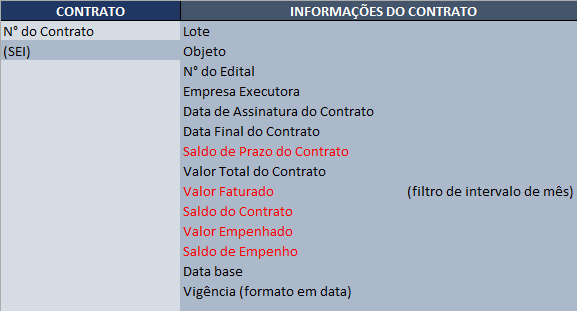 CONTRATO
INFORMAÇÕES DO CONTRATO
N° do Contrato
Lote
(SEI)
Objeto
N° do Edital
Empresa Executora
Data de Assinatura do Contrato
Data Final do Contrato
Saldo de Prazo do Contrato
Valor Total do Contrato
Valor Faturado (filtro de intervalo de mês)
Saldo do Contrato
Valor Empenhado
Saldo de Empenho
Data base
Vigência (formato em data)